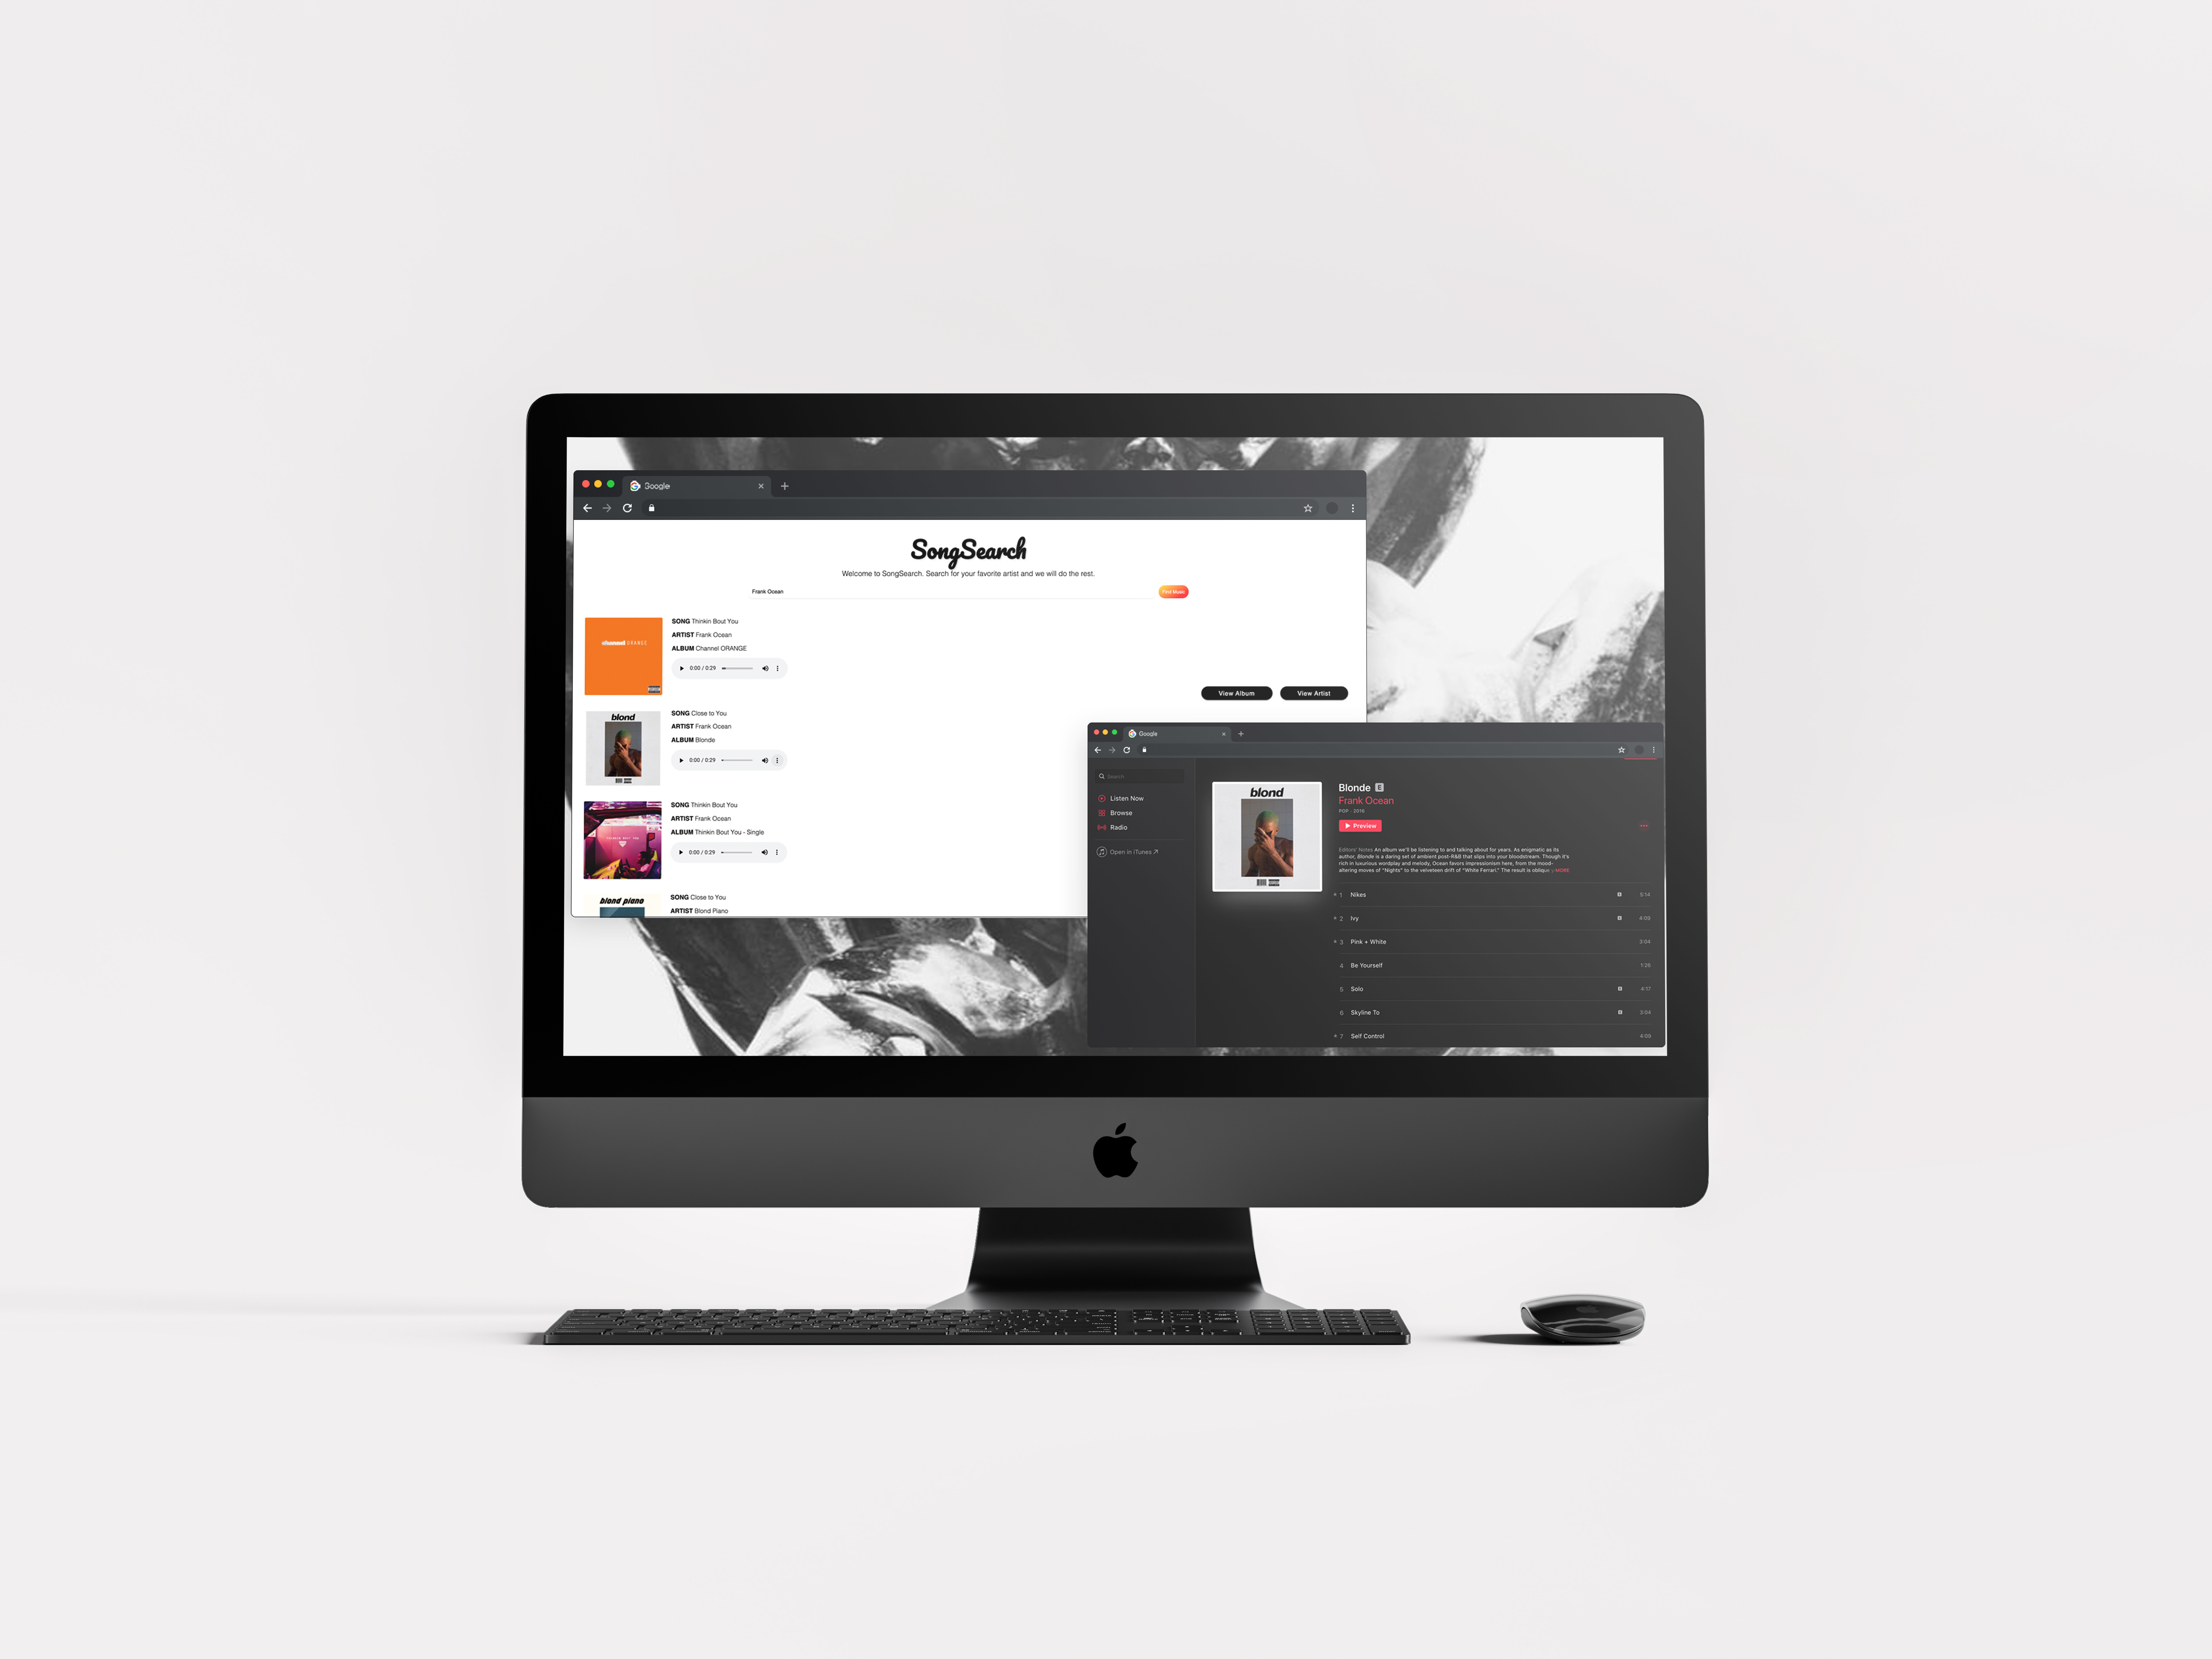 Google
SongSearch
Welcome to SongSearch. Search for your favorite artist and we will do the rest.
Frank Ocean
Find Music
channel ORANGE
SONG Thinkin Bout You
ARTIST Frank Ocean
ALBUM Channel ORANGE
0:00 / 0:29
View Album
View Artist
blond
SONG Close to You
ARTIST Frank Ocean
ALBUM Blonde
0:00 / 0:29
THINKIN BOUT YOU
SONG Thinkin Bout You
ARTIST Frank Ocean
ALBUM Thinkin Bout You - Single
0:00 / 0:29
blond piano
SONG Close to You
ARTIST Blond Piano
Google
Search
Listen Now
Browse
Radio
Open in iTunes
blond
Blonde E
Frank Ocean
POP · 2016
Preview
Editors' Notes An album we'll be listening to and talking about for years. As enigmatic as its
author, Blonde is a daring set of ambient post-R&B that slips into your bloodstream. Though it's
rich in luxurious wordplay and melody, Ocean favors impressionism here, from the mood-
altering moves of "Nights" to the velveteen drift of "White Ferrari." The result is oblique MORE
1 Nikes E 5:14
2 Ivy E 4:09
3 Pink + White 3:04
4 Be Yourself 1:26
5 Solo E 4:17
6 Skyline To E 3:04
7 Self Control 4:09